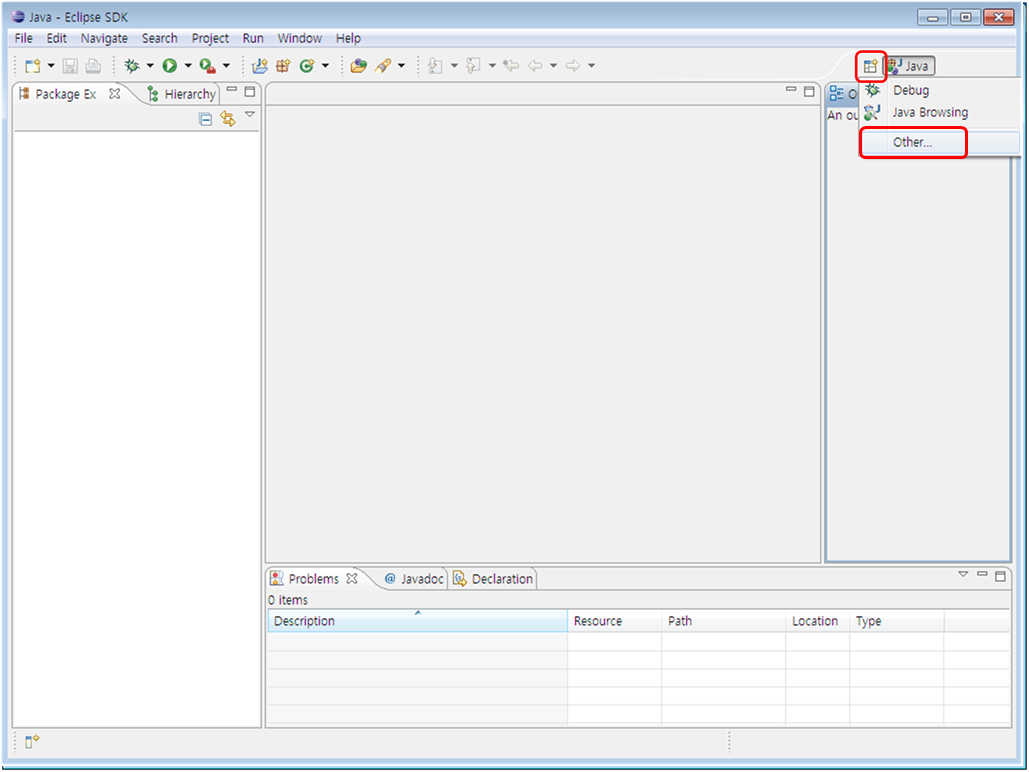 Java - Eclipse SDK
File Edit Navigate Search Project Run Window Help
Java
Package Ex Hierarchy
Debug
Java Browsing
Other...
An ou
Problems @ Javadoc Declaration
0 items
Description Resource Path Location Type